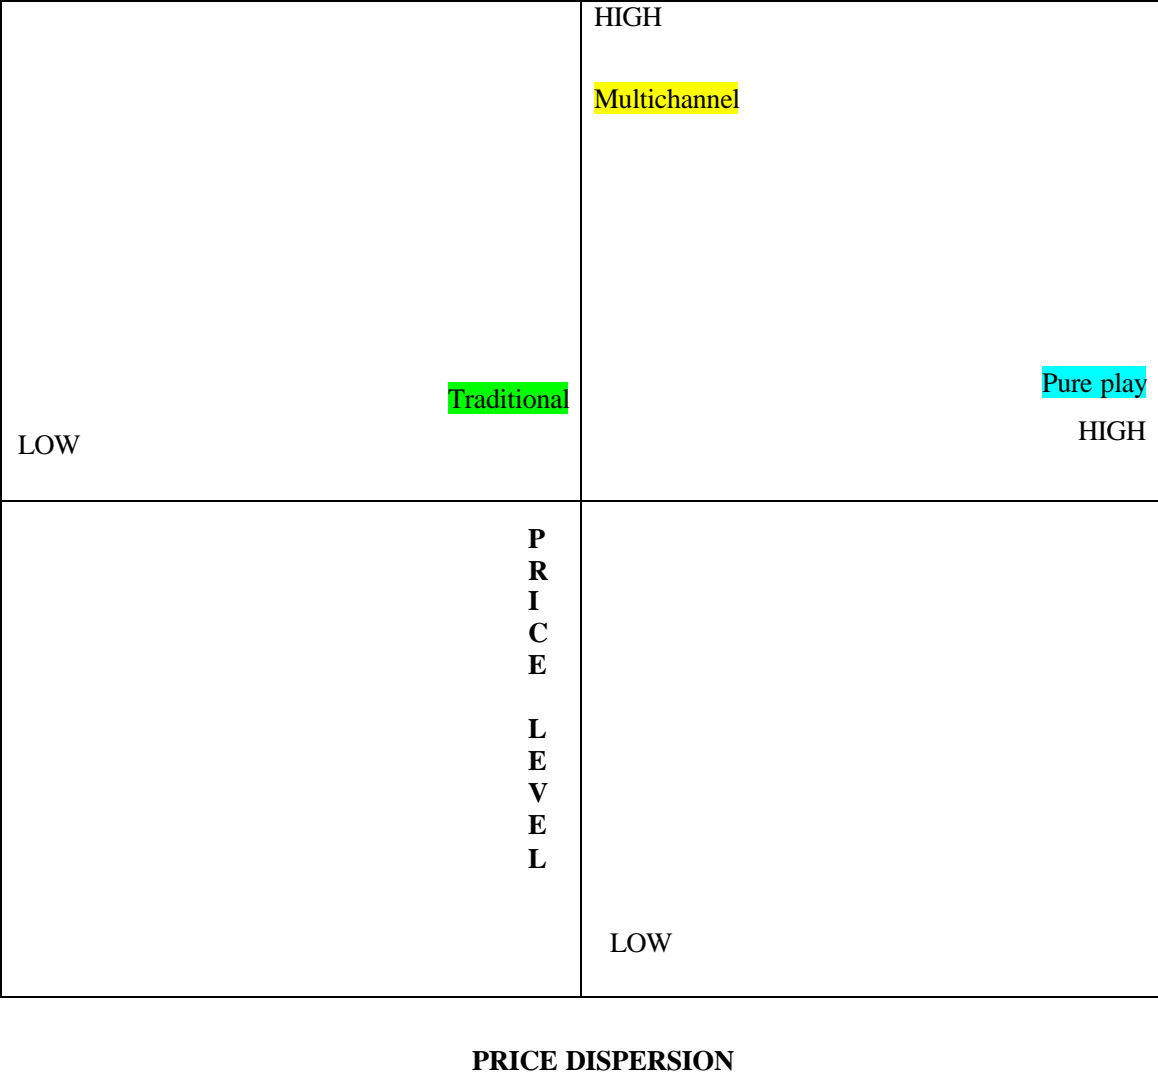 HIGH
Multichannel
Traditional
Pure play
LOW
HIGH
P
R
I
C
E
L
E
V
E
L
LOW
PRICE DISPERSION